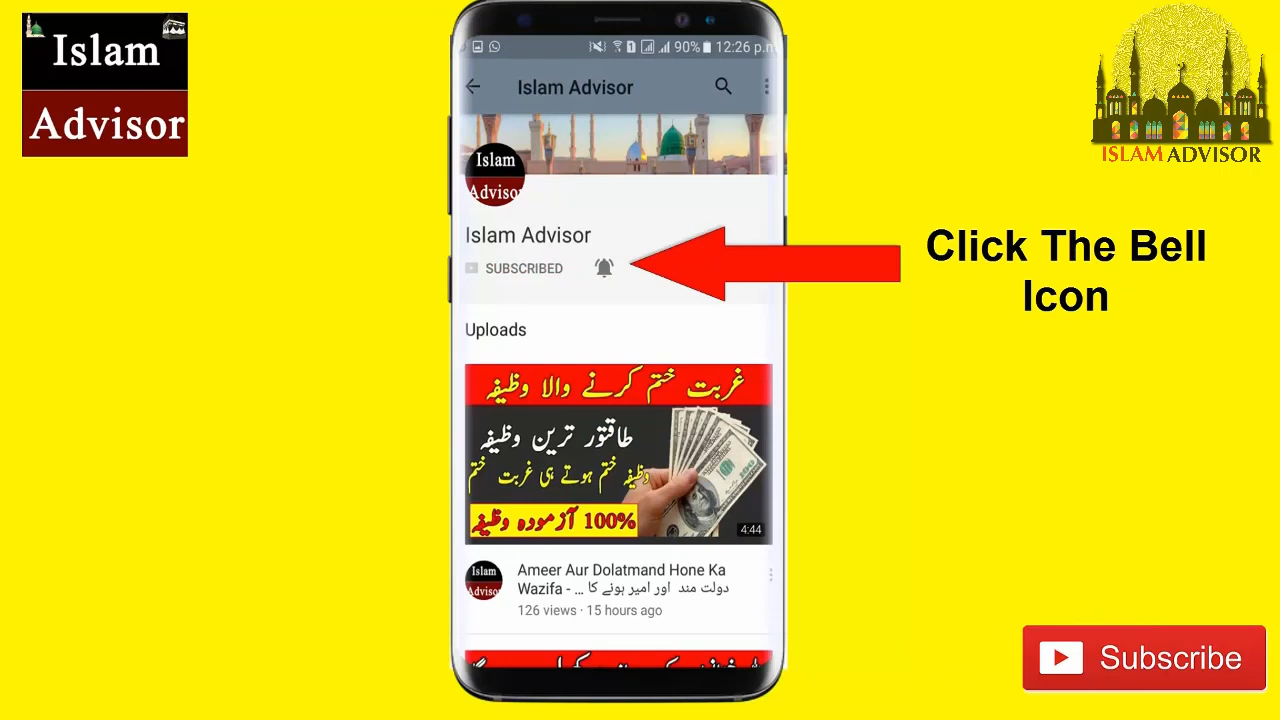 Islam
Advisor
90% 12:26 p.m
Islam Advisor
Islam
Advisor
ISLAM ADVISOR
Islam Advisor
SUBSCRIBED
Click The Bell
Icon
Uploads
غربت ختم کرنے والا وظیفہ
طاقتور ترین وظیفہ
وظیفہ ختم ہوتے ہی غربت ختم
100% آزمودہ وظیفہ
4:44
Islam
Advisor
Ameer Aur Dolatmand Hone Ka
Wazifa - ... دولت مند اور امیر ہونے کا
126 views · 15 hours ago
Subscribe